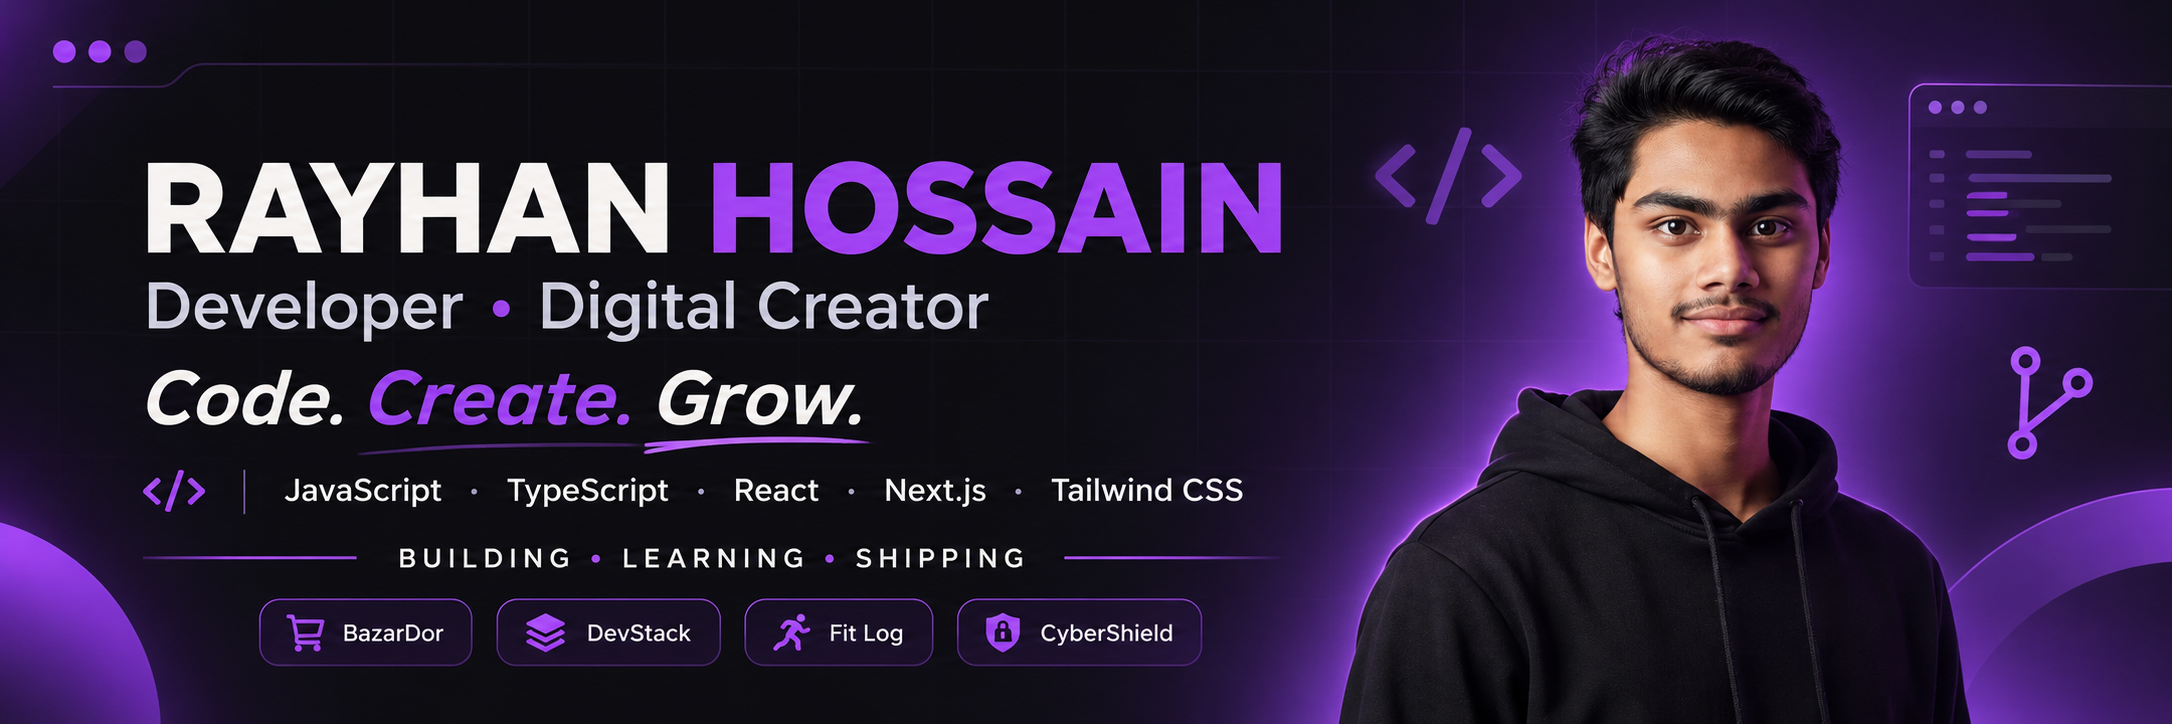 RAYHAN HOSSAIN
Developer • Digital Creator
Code. Create. Grow.
</> | JavaScript · TypeScript · React · Next.js · Tailwind CSS
BUILDING • LEARNING • SHIPPING
BazarDor DevStack Fit Log CyberShield
</>